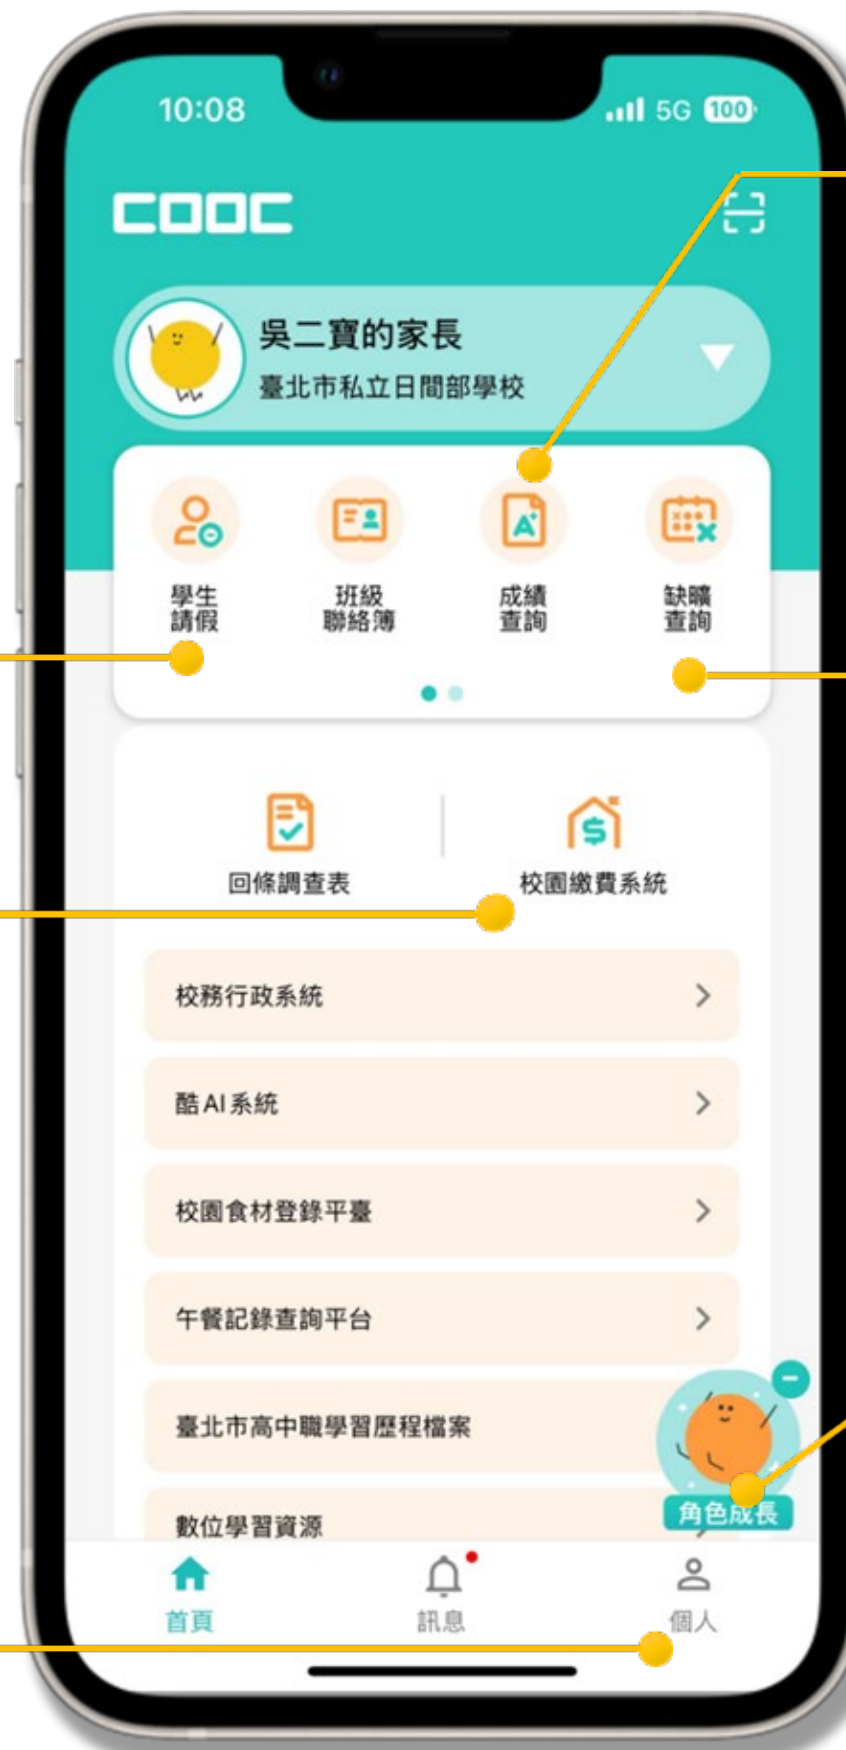 10:08
5G 100
COOC
吳二寶的家長
臺北市私立日間部學校
學生
請假
班級
聯絡簿
成績
查詢
缺曠
查詢
回條調查表
校園繳費系統
校務行政系統
酷AI系統
校園食材登錄平臺
午餐記錄查詢平台
臺北市高中職學習歷程檔案
數位學習資源
角色成長
首頁
訊息
個人